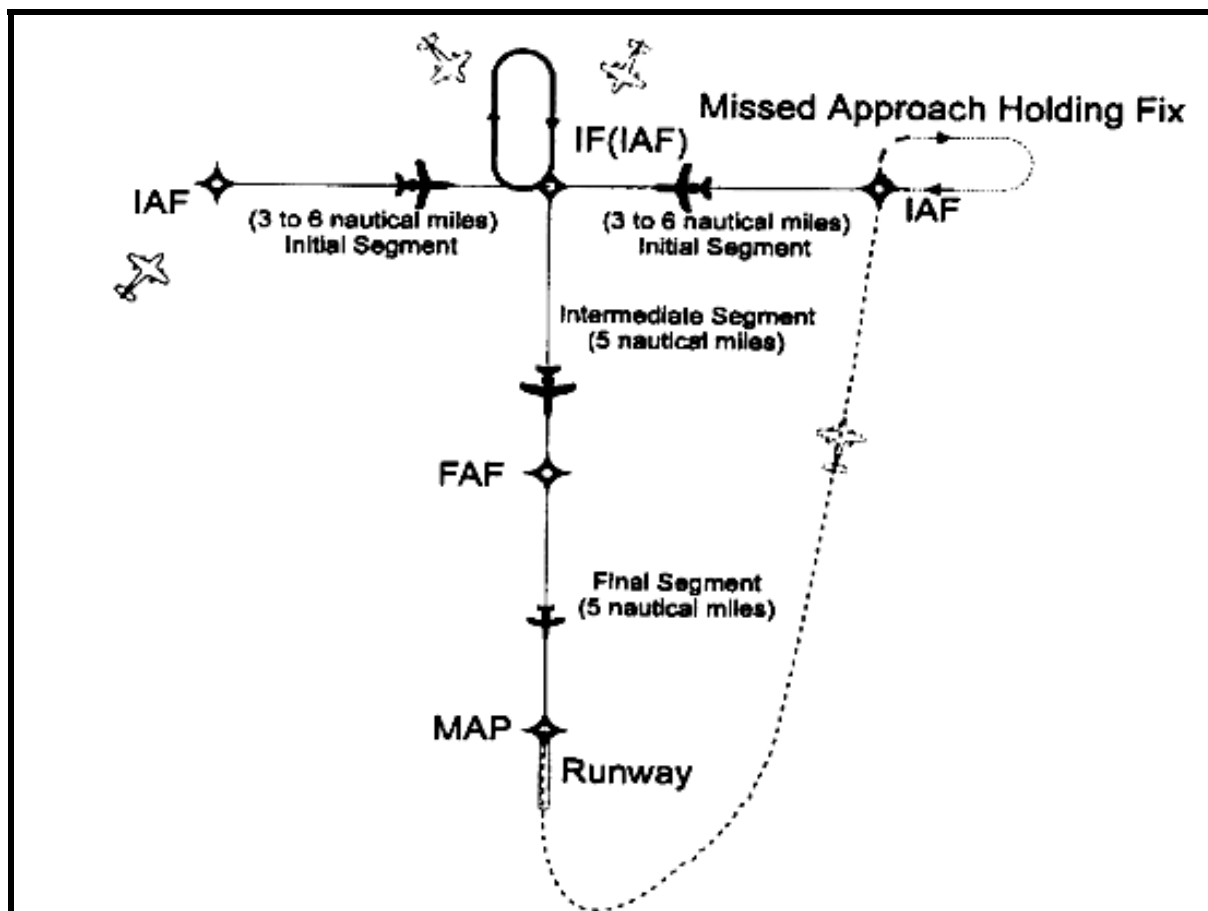 Missed Approach Holding Fix
IF(IAF)
IAF
IAF
(3 to 6 nautical miles)
Initial Segment
(3 to 6 nautical miles)
Initial Segment
Intermediate Segment
(5 nautical miles)
FAF
Final Segment
(5 nautical miles)
MAP
Runway